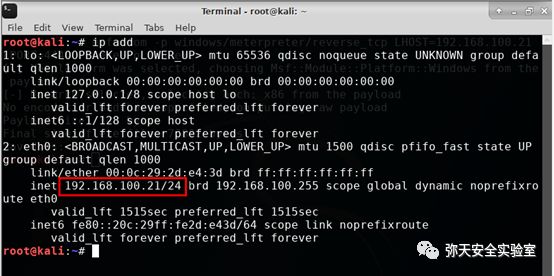 Terminal - root@kali: ~
File Edit View Terminal Tabs Help
root@kali:~# ip add
1: lo: <LOOPBACK,UP,LOWER_UP> mtu 65536 qdisc noqueue state UNKNOWN group defa
ult qlen 1000
link/loopback 00:00:00:00:00:00 brd 00:00:00:00:00:00
inet 127.0.0.1/8 scope host lo
valid_lft forever preferred_lft forever
inet6 ::1/128 scope host
valid_lft forever preferred_lft forever
2: eth0: <BROADCAST,MULTICAST,UP,LOWER_UP> mtu 1500 qdisc pfifo_fast state UP
group default qlen 1000
link/ether 00:0c:29:2d:e4:3d brd ff:ff:ff:ff:ff:ff
inet 192.168.100.21/24 brd 192.168.100.255 scope global dynamic noprefixro
ute eth0
valid_lft 1515sec preferred_lft 1515sec
inet6 fe80::20c:29ff:fe2d:e43d/64 scope link noprefixroute
valid_lft forever preferred_lft forever
root@kali:~#
弥天安全实验室